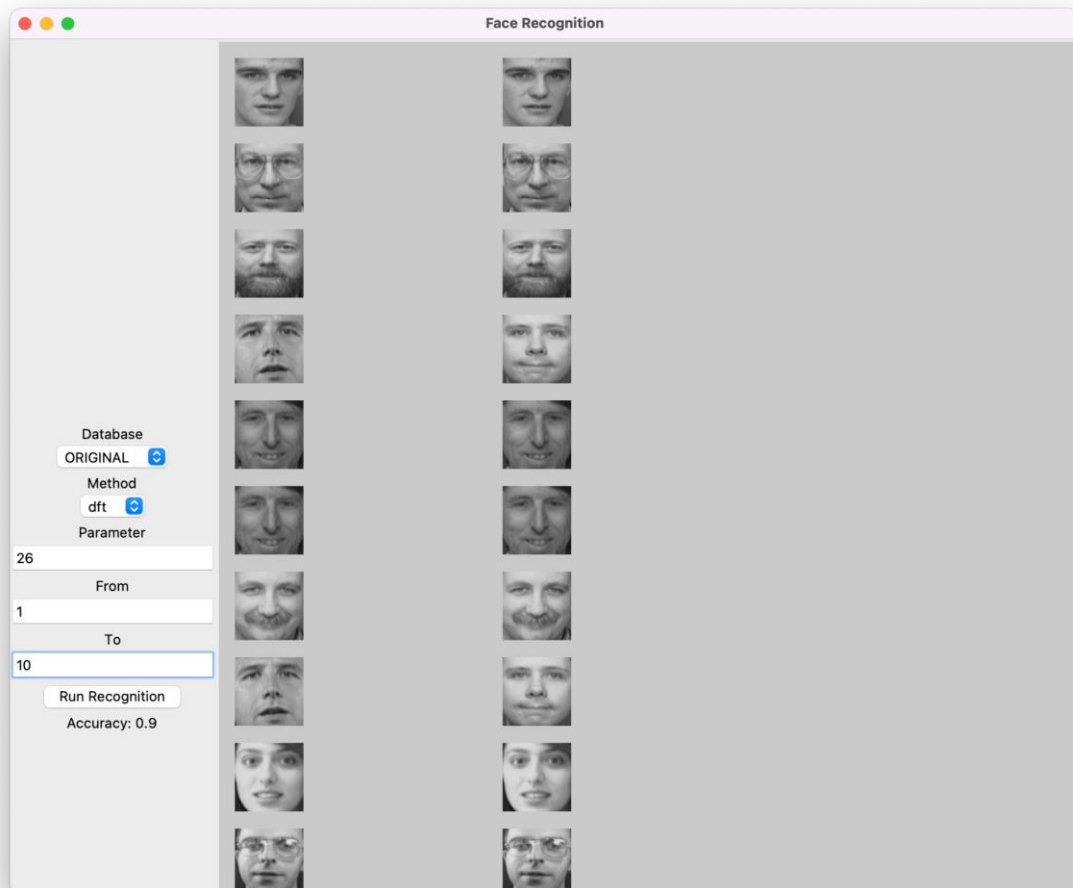 Face Recognition
Database
ORIGINAL
Method
dft
Parameter
26
From
1
To
10
Run Recognition
Accuracy: 0.9